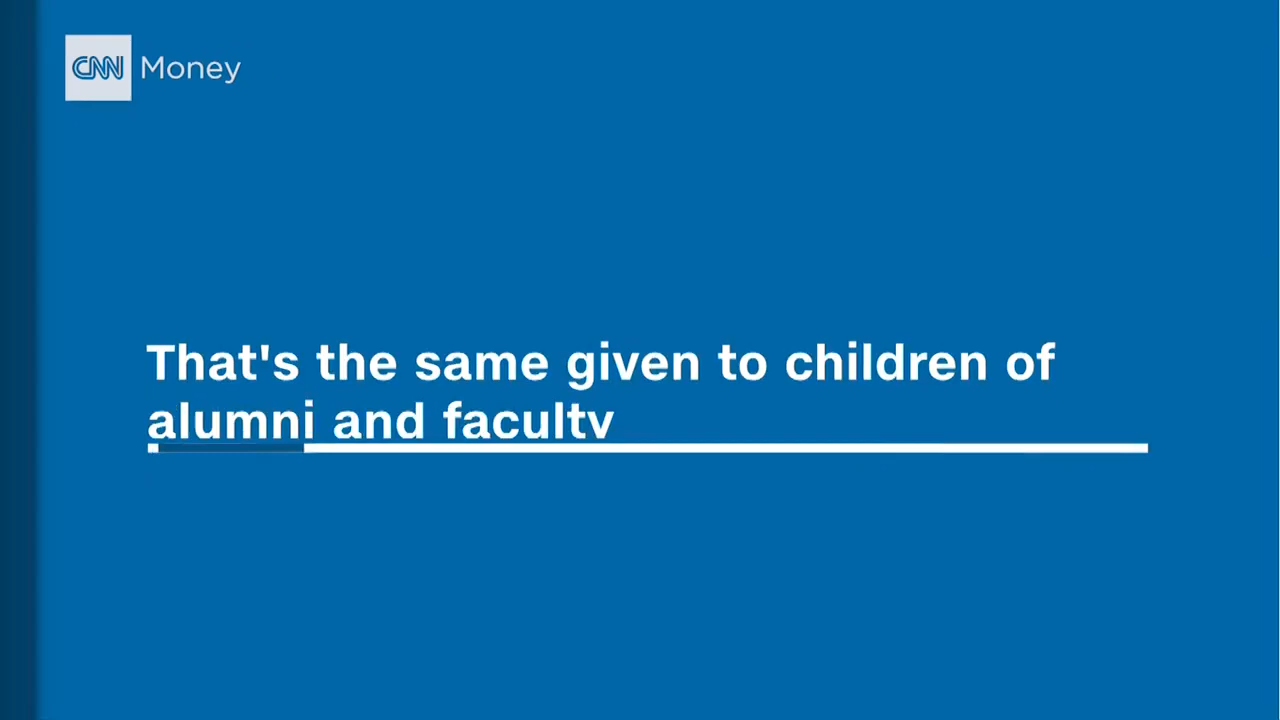 CNN Money
That's the same given to children of
alumni and faculty